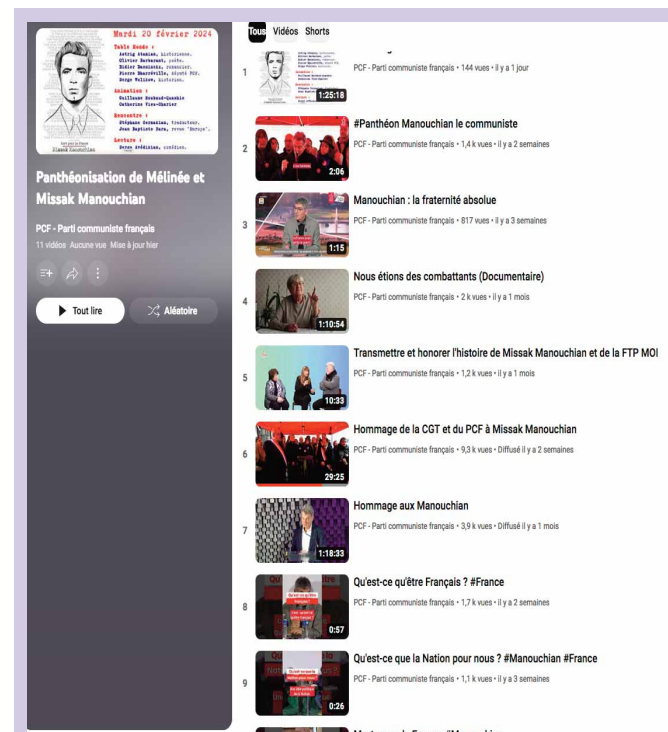 Mardi 20 février 2024
Table Ronde :
Astrig Atamian, historienne.
Olivier Barbarant, poète.
Didier Daeninckx, romancier.
Pierre Dharréville, député PCF.
Serge Wolikow, historien.
Animation :
Guillaume Roubaud-Quashie
Catherine Vieu-Charier
Rencontre :
Stéphane Cermakian, traducteur,
Jean Baptiste Para, revue "Europe".
Lecture :
Serge Avédikian, comédien.
Missak Manouchian
Panthéonisation de Mélinée et
Missak Manouchian
PCF - Parti communiste français
11 vidéos Aucune vue Mise à jour hier
Tout lire
Aléatoire
Tous Vidéos Shorts
1
1:25:18
PCF - Parti communiste français • 144 vues • il y a 1 jour
2
2:06
#Panthéon Manouchian le communiste
PCF - Parti communiste français • 1,4 k vues • il y a 2 semaines
3
1:15
Manouchian : la fraternité absolue
PCF - Parti communiste français • 817 vues • il y a 3 semaines
4
1:10:54
Nous étions des combattants (Documentaire)
PCF - Parti communiste français • 2 k vues • il y a 1 mois
5
10:33
Transmettre et honorer l'histoire de Missak Manouchian et de la FTP MOI
PCF - Parti communiste français • 1,2 k vues • il y a 1 mois
6
29:25
Hommage de la CGT et du PCF à Missak Manouchian
PCF - Parti communiste français • 9,3 k vues • Diffusé il y a 2 semaines
7
1:18:33
Hommage aux Manouchian
PCF - Parti communiste français • 3,9 k vues • Diffusé il y a 1 mois
8
0:57
Qu'est-ce qu'être Français ? #France
PCF - Parti communiste français • 1,7 k vues • il y a 2 semaines
9
0:26
Qu'est-ce que la Nation pour nous ? #Manouchian #France
PCF - Parti communiste français • 1,1 k vues • il y a 3 semaines